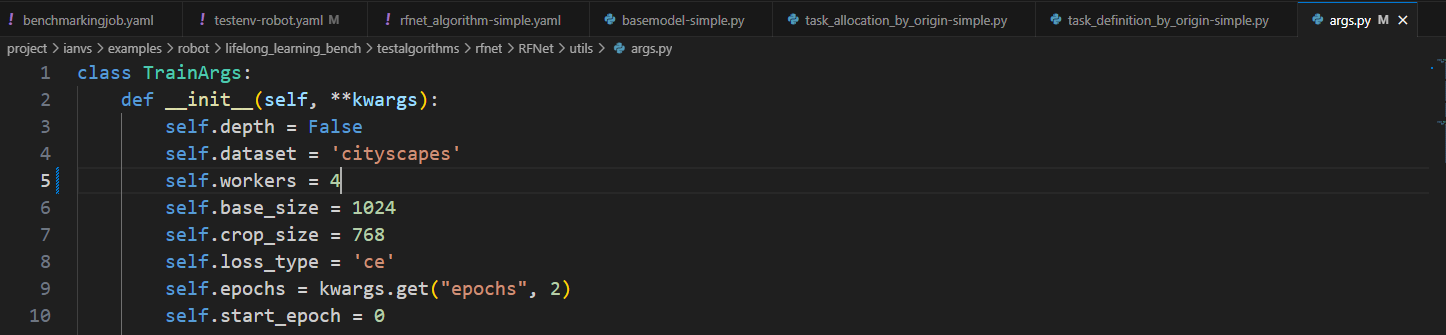 benchmarkingjob.yaml ! testenv-robot.yaml M ! rfnet_algorithm-simple.yaml basemodel-simple.py task_allocation_by_origin-simple.py task_definition_by_origin-simple.py args.py M ×
project > ianvs > examples > robot > lifelong_learning_bench > testalgorithms > rfnet > RFNet > utils > args.py
1 class TrainArgs:
2 def __init__(self, **kwargs):
3 self.depth = False
4 self.dataset = 'cityscapes'
5 self.workers = 4
6 self.base_size = 1024
7 self.crop_size = 768
8 self.loss_type = 'ce'
9 self.epochs = kwargs.get("epochs", 2)
10 self.start_epoch = 0